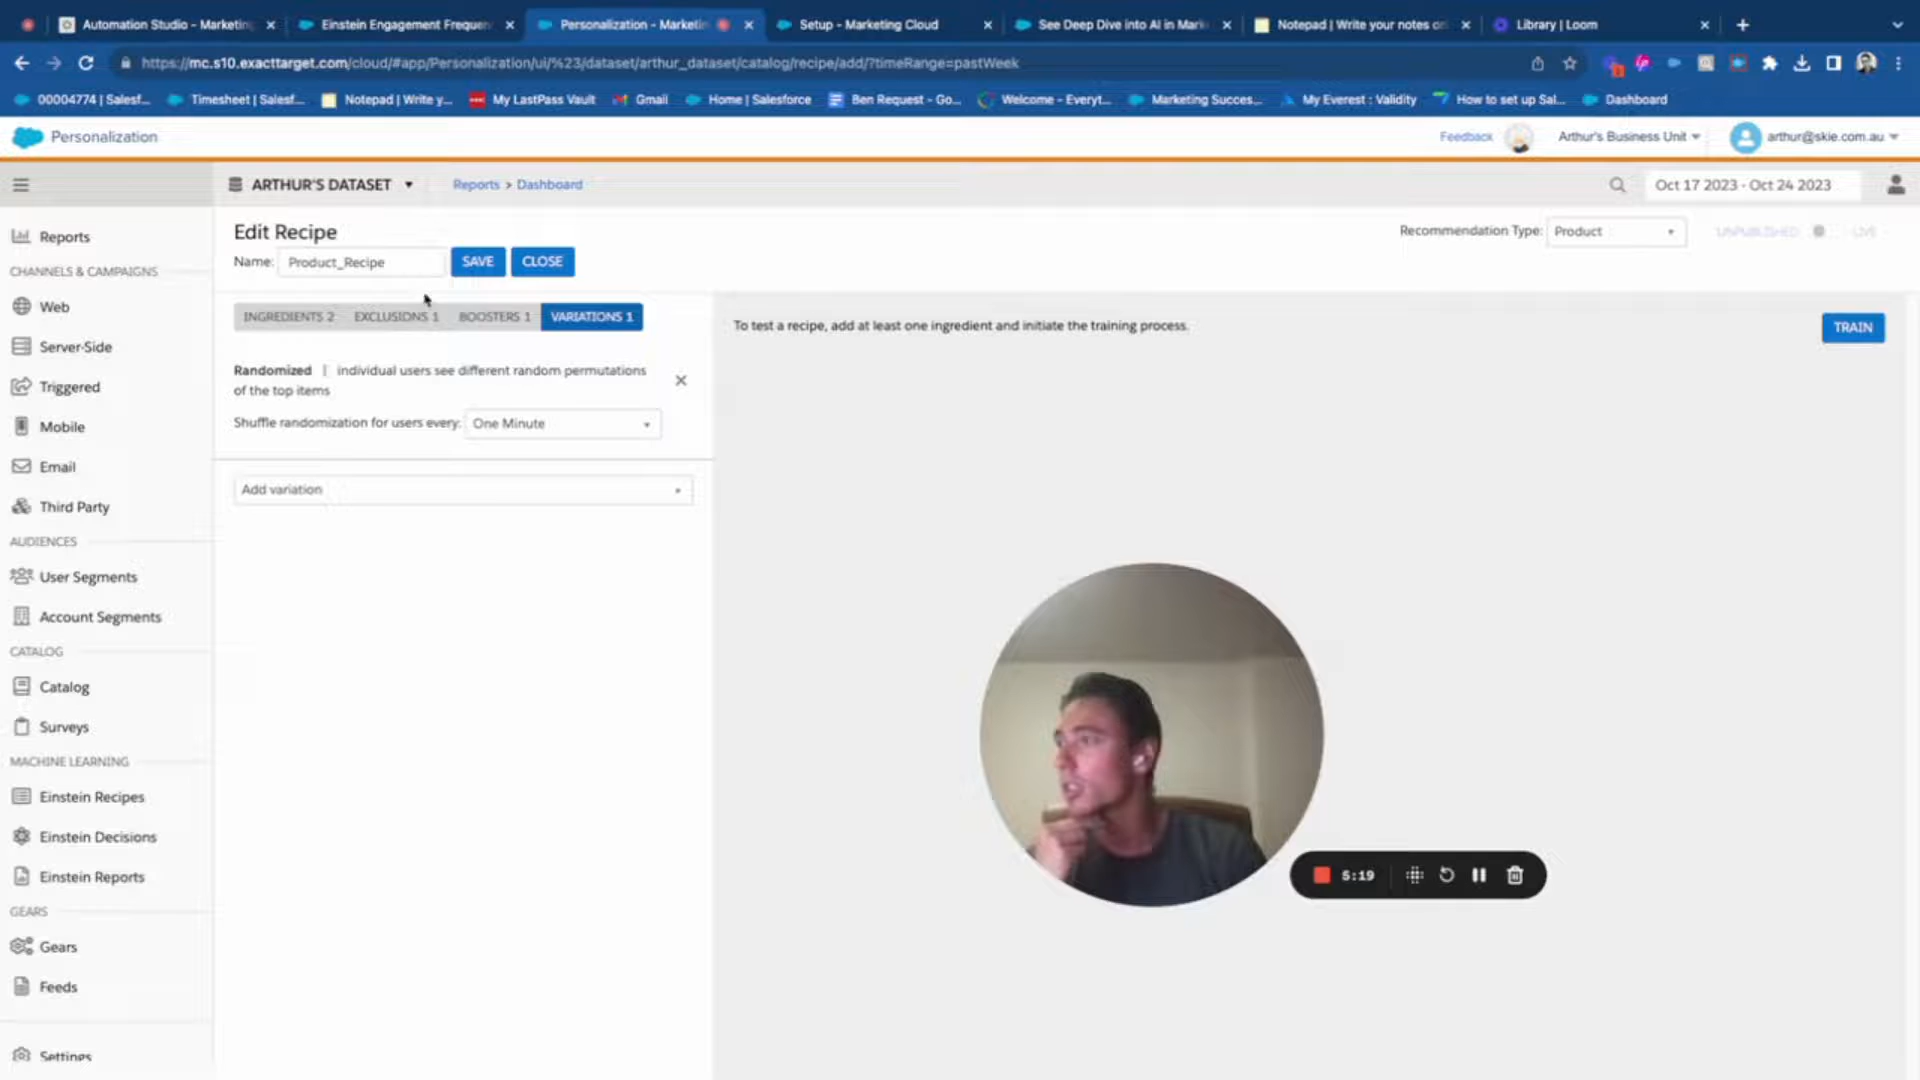 Automation Studio - Marketing
Einstein Engagement Frequen
Personalization - Marketin
Setup - Marketing Cloud
See Deep Dive into AI in Mark
Notepad | Write your notes on
Library | Loom
https://mc.s10.exacttarget.com/cloud/#app/Personalization/ui/%23/dataset/arthur_dataset/catalog/recipe/add/?timeRange=pastWeek
00004774 | Salesf...
Timesheet | Salesf...
Notepad | Write y...
My LastPass Vault
Gmail
Home | Salesforce
Ben Request - Go...
Welcome - Everyt...
Marketing Succes...
My Everest : Validity
How to set up Sal...
Dashboard
Personalization
Feedback
Arthur's Business Unit
arthur@skie.com.au
ARTHUR'S DATASET
Reports > Dashboard
Oct 17 2023 - Oct 24 2023
Reports
CHANNELS & CAMPAIGNS
Web
Server-Side
Triggered
Mobile
Email
Third Party
AUDIENCES
User Segments
Account Segments
CATALOG
Catalog
Surveys
MACHINE LEARNING
Einstein Recipes
Einstein Decisions
Einstein Reports
GEARS
Gears
Feeds
Settings
Edit Recipe
Name: Product_Recipe SAVE CLOSE
Recommendation Type: Product
UNPUBLISHED LIVE
INGREDIENTS 2 EXCLUSIONS 1 BOOSTERS 1 VARIATIONS 1
Randomized | individual users see different random permutations
of the top items
Shuffle randomization for users every: One Minute
Add variation
To test a recipe, add at least one ingredient and initiate the training process.
TRAIN
5:19